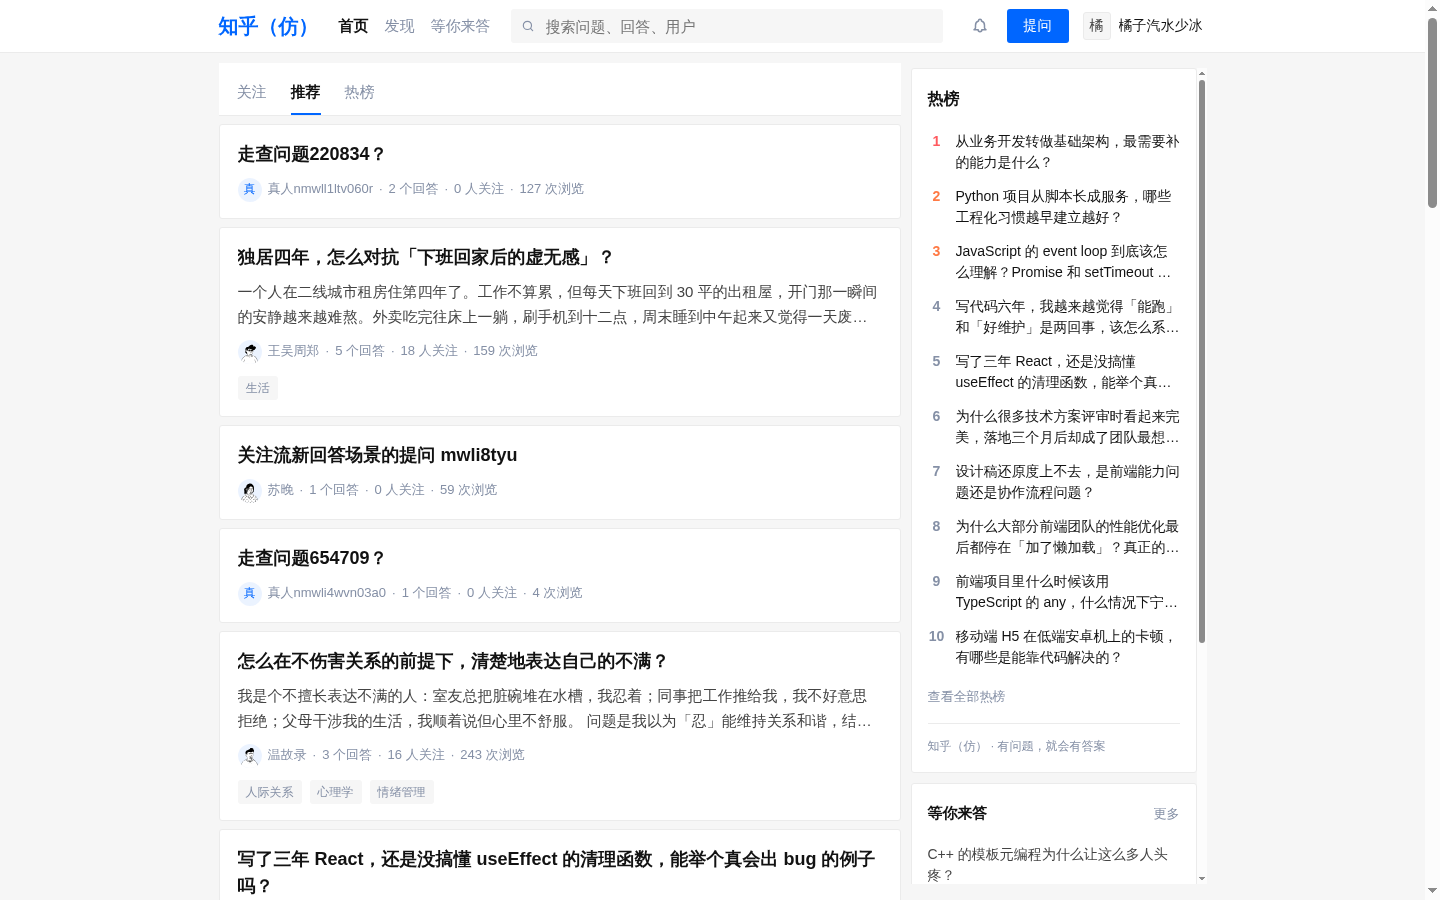 知乎（仿）
首页
发现
等你来答
搜索问题、回答、用户
提问
橘
橘子汽水少冰
关注
推荐
热榜
走查问题220834？
真
真人nmwll1ltv060r · 2 个回答 · 0 人关注 · 127 次浏览
独居四年，怎么对抗「下班回家后的虚无感」？
一个人在二线城市租房住第四年了。工作不算累，但每天下班回到 30 平的出租屋，开门那一瞬间
的安静越来越难熬。外卖吃完往床上一躺，刷手机到十二点，周末睡到中午起来又觉得一天废…
王吴周郑 · 5 个回答 · 18 人关注 · 159 次浏览
生活
关注流新回答场景的提问 mwli8tyu
苏晚 · 1 个回答 · 0 人关注 · 59 次浏览
走查问题654709？
真
真人nmwli4wvn03a0 · 1 个回答 · 0 人关注 · 4 次浏览
怎么在不伤害关系的前提下，清楚地表达自己的不满？
我是个不擅长表达不满的人：室友总把脏碗堆在水槽，我忍着；同事把工作推给我，我不好意思
拒绝；父母干涉我的生活，我顺着说但心里不舒服。 问题是我以为「忍」能维持关系和谐，结…
温故录 · 3 个回答 · 16 人关注 · 243 次浏览
人际关系
心理学
情绪管理
写了三年 React，还是没搞懂 useEffect 的清理函数，能举个真会出 bug 的例子
吗？
热榜
1 从业务开发转做基础架构，最需要补
的能力是什么？
2 Python 项目从脚本长成服务，哪些
工程化习惯越早建立越好？
3 JavaScript 的 event loop 到底该怎
么理解？Promise 和 setTimeout …
4 写代码六年，我越来越觉得「能跑」
和「好维护」是两回事，该怎么系…
5 写了三年 React，还是没搞懂
useEffect 的清理函数，能举个真…
6 为什么很多技术方案评审时看起来完
美，落地三个月后却成了团队最想…
7 设计稿还原度上不去，是前端能力问
题还是协作流程问题？
8 为什么大部分前端团队的性能优化最
后都停在「加了懒加载」？真正的…
9 前端项目里什么时候该用
TypeScript 的 any，什么情况下宁…
10 移动端 H5 在低端安卓机上的卡顿，
有哪些是能靠代码解决的？
查看全部热榜
知乎（仿） · 有问题，就会有答案
等你来答
更多
C++ 的模板元编程为什么让这么多人头
疼？